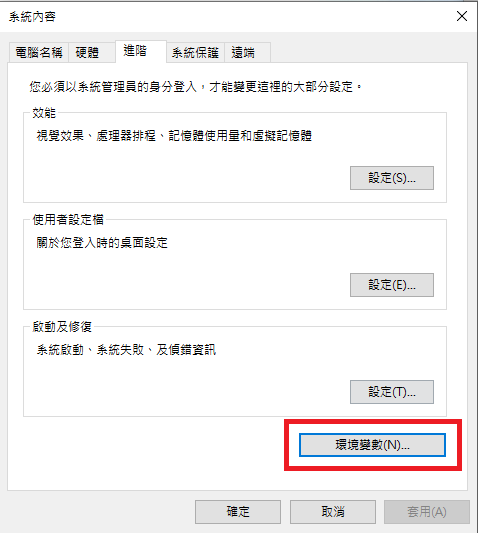 系統內容
電腦名稱 硬體 進階 系統保護 遠端
您必須以系統管理員的身分登入，才能變更這裡的大部分設定。
效能
視覺效果、處理器排程、記憶體使用量和虛擬記憶體
設定(S)...
使用者設定檔
關於您登入時的桌面設定
設定(E)...
啟動及修復
系統啟動、系統失敗、及偵錯資訊
設定(T)...
環境變數(N)...
確定 取消 套用(A)